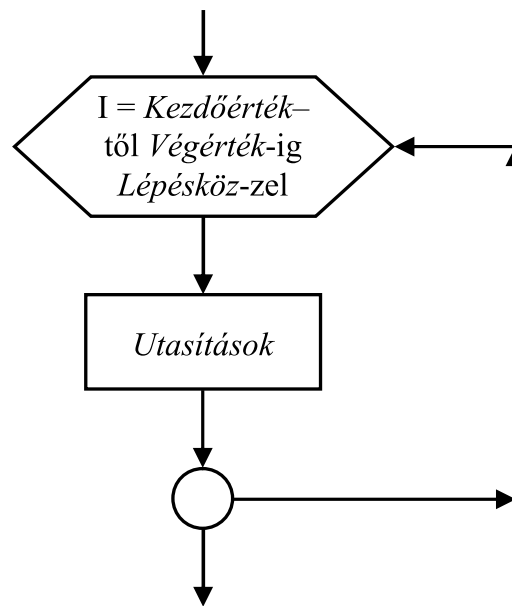 I = Kezdőérték–
től Végérték-ig
Lépésköz-zel
Utasítások